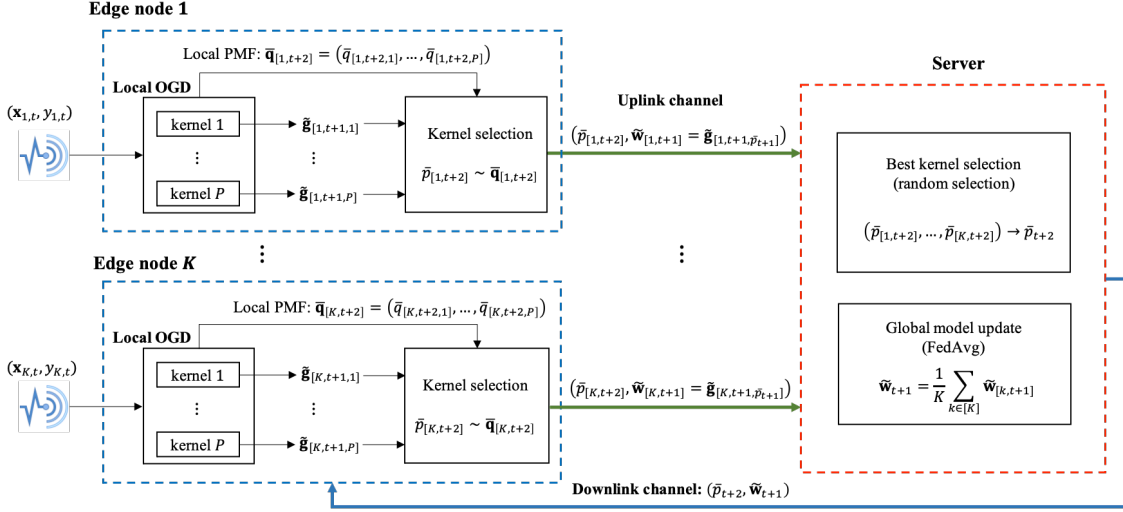 Edge node 1
Local PMF: q̄[1,t+2] = (q̄[1,t+2,1], …, q̄[1,t+2,P])
Local OGD
(x1,t, y1,t)
kernel 1
g̃[1,t+1,1]
⋮
⋮
kernel P
g̃[1,t+1,P]
Kernel selection
p̄[1,t+2] ~ q̄[1,t+2]
Uplink channel
(p̄[1,t+2], w̃[1,t+1] = g̃[1,t+1,p̄t+1])
⋮
⋮
Edge node K
Local PMF: q̄[K,t+2] = (q̄[K,t+2,1], …, q̄[K,t+2,P])
Local OGD
(xK,t, yK,t)
kernel 1
g̃[K,t+1,1]
⋮
⋮
kernel P
g̃[K,t+1,P]
Kernel selection
p̄[K,t+2] ~ q̄[K,t+2]
(p̄[K,t+2], w̃[K,t+1] = g̃[K,t+1,p̄t+1])
Server
Best kernel selection
(random selection)
(p̄[1,t+2], …, p̄[K,t+2]) → p̄t+2
Global model update
(FedAvg)
w̃t+1 = 1/K ∑k∈[K] w̃[k,t+1]
Downlink channel: (p̄t+2, w̃t+1)